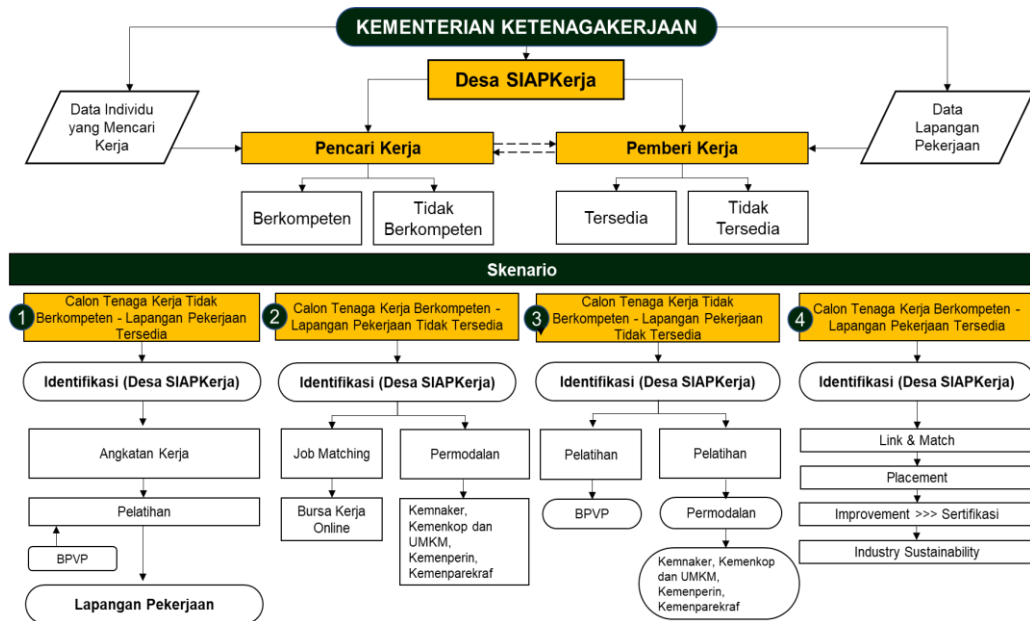 KEMENTERIAN KETENAGAKERJAAN
Desa SIAPKerja
Data Individu
yang Mencari
Kerja
Data
Lapangan
Pekerjaan
Pencari Kerja
Pemberi Kerja
Berkompeten
Tidak
Berkompeten
Tersedia
Tidak
Tersedia
Skenario
1
Calon Tenaga Kerja Tidak
Berkompeten - Lapangan Pekerjaan
Tersedia
Identifikasi (Desa SIAPKerja)
Angkatan Kerja
Pelatihan
BPVP
Lapangan Pekerjaan
2
Calon Tenaga Kerja Berkompeten -
Lapangan Pekerjaan Tidak Tersedia
Identifikasi (Desa SIAPKerja)
Job Matching
Bursa Kerja
Online
Permodalan
Kemnaker,
Kemenkop dan
UMKM,
Kemenperin,
Kemenparekraf
3
Calon Tenaga Kerja Tidak
Berkompeten - Lapangan Pekerjaan
Tidak Tersedia
Identifikasi (Desa SIAPKerja)
Pelatihan
BPVP
Pelatihan
Permodalan
Kemnaker, Kemenkop
dan UMKM,
Kemenperin,
Kemenparekraf
4
Calon Tenaga Kerja Berkompeten -
Lapangan Pekerjaan Tersedia
Identifikasi (Desa SIAPKerja)
Link & Match
Placement
Improvement >>> Sertifikasi
Industry Sustainability